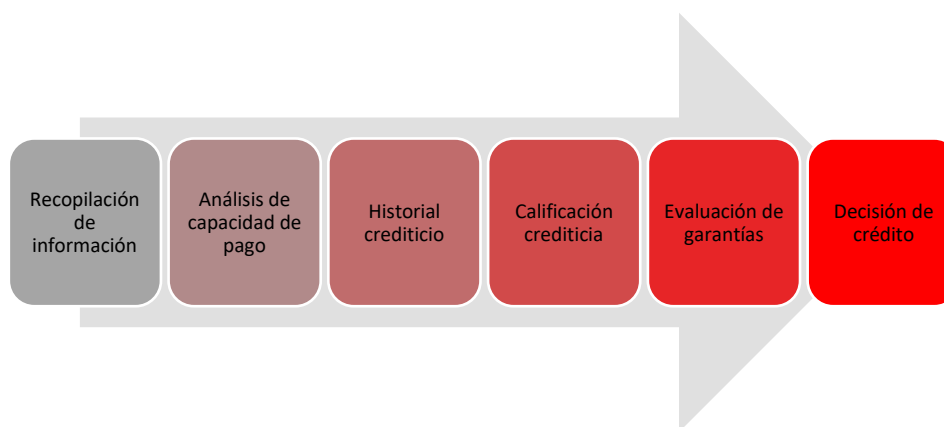 Recopilación
de
información
Análisis de
capacidad de
pago
Historial
crediticio
Calificación
crediticia
Evaluación de
garantías
Decisión de
crédito